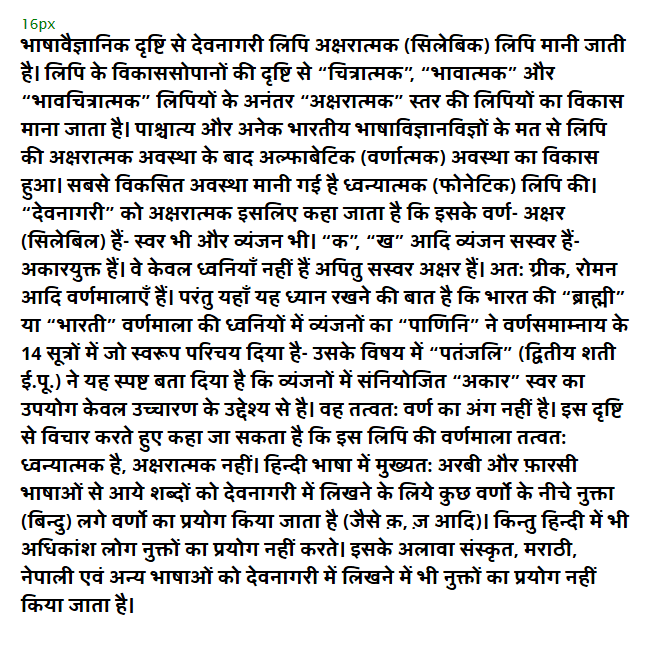 16px
भाषावैज्ञानिक दृष्टि से देवनागरी लिपि अक्षरात्मक (सिलेबिक) लिपि मानी जाती
है। लिपि के विकाससोपानों की दृष्टि से “चित्रात्मक”, “भावात्मक” और
“भावचित्रात्मक” लिपियों के अनंतर “अक्षरात्मक” स्तर की लिपियों का विकास
माना जाता है। पाश्चात्य और अनेक भारतीय भाषाविज्ञानविज्ञों के मत से लिपि
की अक्षरात्मक अवस्था के बाद अल्फाबेटिक (वर्णात्मक) अवस्था का विकास
हुआ। सबसे विकसित अवस्था मानी गई है ध्वन्यात्मक (फोनेटिक) लिपि की।
“देवनागरी” को अक्षरात्मक इसलिए कहा जाता है कि इसके वर्ण- अक्षर
(सिलेबिल) हैं- स्वर भी और व्यंजन भी। “क”, “ख” आदि व्यंजन सस्वर हैं-
अकारयुक्त हैं। वे केवल ध्वनियाँ नहीं हैं अपितु सस्वर अक्षर हैं। अत: ग्रीक, रोमन
आदि वर्णमालाएँ हैं। परंतु यहाँ यह ध्यान रखने की बात है कि भारत की “ब्राह्मी”
या “भारती” वर्णमाला की ध्वनियों में व्यंजनों का “पाणिनि” ने वर्णसमाम्नाय के
14 सूत्रों में जो स्वरूप परिचय दिया है- उसके विषय में “पतंजलि” (द्वितीय शती
ई.पू.) ने यह स्पष्ट बता दिया है कि व्यंजनों में संनियोजित “अकार” स्वर का
उपयोग केवल उच्चारण के उद्देश्य से है। वह तत्वत: वर्ण का अंग नहीं है। इस दृष्टि
से विचार करते हुए कहा जा सकता है कि इस लिपि की वर्णमाला तत्वत:
ध्वन्यात्मक है, अक्षरात्मक नहीं। हिन्दी भाषा में मुख्यत: अरबी और फ़ारसी
भाषाओं से आये शब्दों को देवनागरी में लिखने के लिये कुछ वर्णो के नीचे नुक्ता
(बिन्दु) लगे वर्णो का प्रयोग किया जाता है (जैसे क़, ज़ आदि)। किन्तु हिन्दी में भी
अधिकांश लोग नुक्तों का प्रयोग नहीं करते। इसके अलावा संस्कृत, मराठी,
नेपाली एवं अन्य भाषाओं को देवनागरी में लिखने में भी नुक्तों का प्रयोग नहीं
किया जाता है।